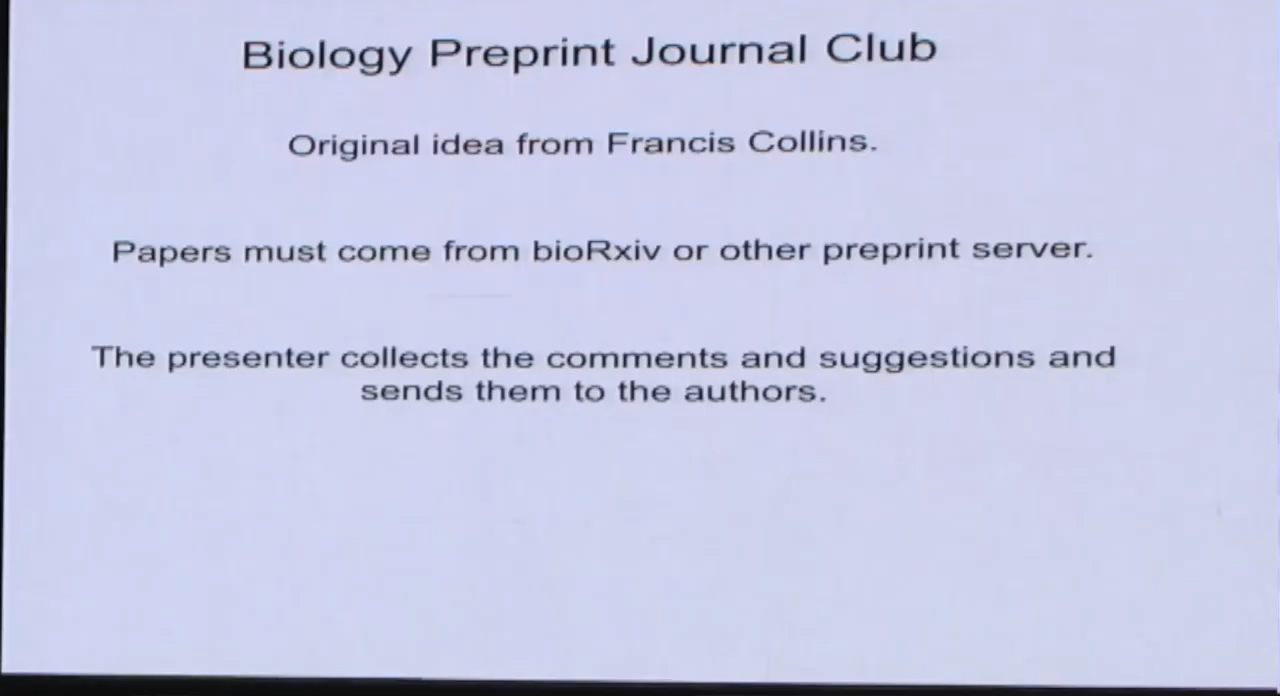 Biology Preprint Journal Club
Original idea from Francis Collins.
Papers must come from bioRxiv or other preprint server.
The presenter collects the comments and suggestions and
sends them to the authors.